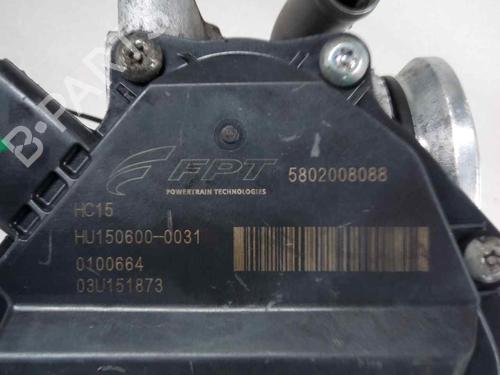 B-PARTS
FPT
POWERTRAIN TECHNOLOGIES
5802008088
HC15
HU150600-0031
0100664
03U151873